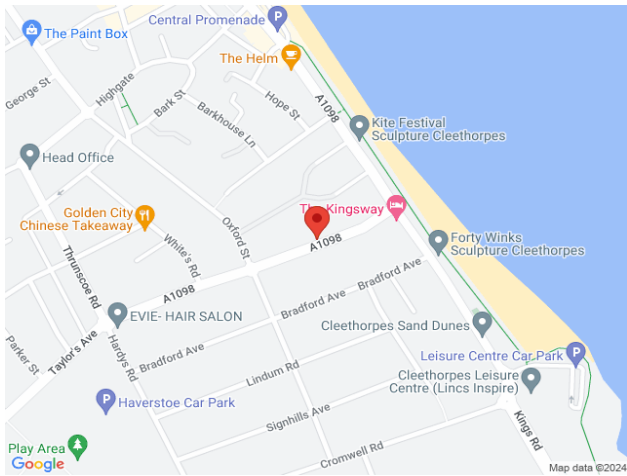 Central Promenade
The Paint Box
The Helm
George St
Highgate
Bark St
Hope St
A1098
Barkhouse Ln
Kite Festival
Sculpture Cleethorpes
Head Office
Golden City
Chinese Takeaway
The Kingsway
Oxford St
White's Rd
A1098
Forty Winks
Sculpture Cleethorpes
Thrunscoe Rd
Bradford Ave
A1098
Bradford Ave
EVIE- HAIR SALON
Cleethorpes Sand Dunes
Parker St
Taylor's Ave
Hardys Rd
Bradford Ave
Leisure Centre Car Park
Lindum Rd
Cleethorpes Leisure
Centre (Lincs Inspire)
Haverstoe Car Park
Signhills Ave
Kings Rd
Play Area
Cromwell Rd
Google
Map data ©2024